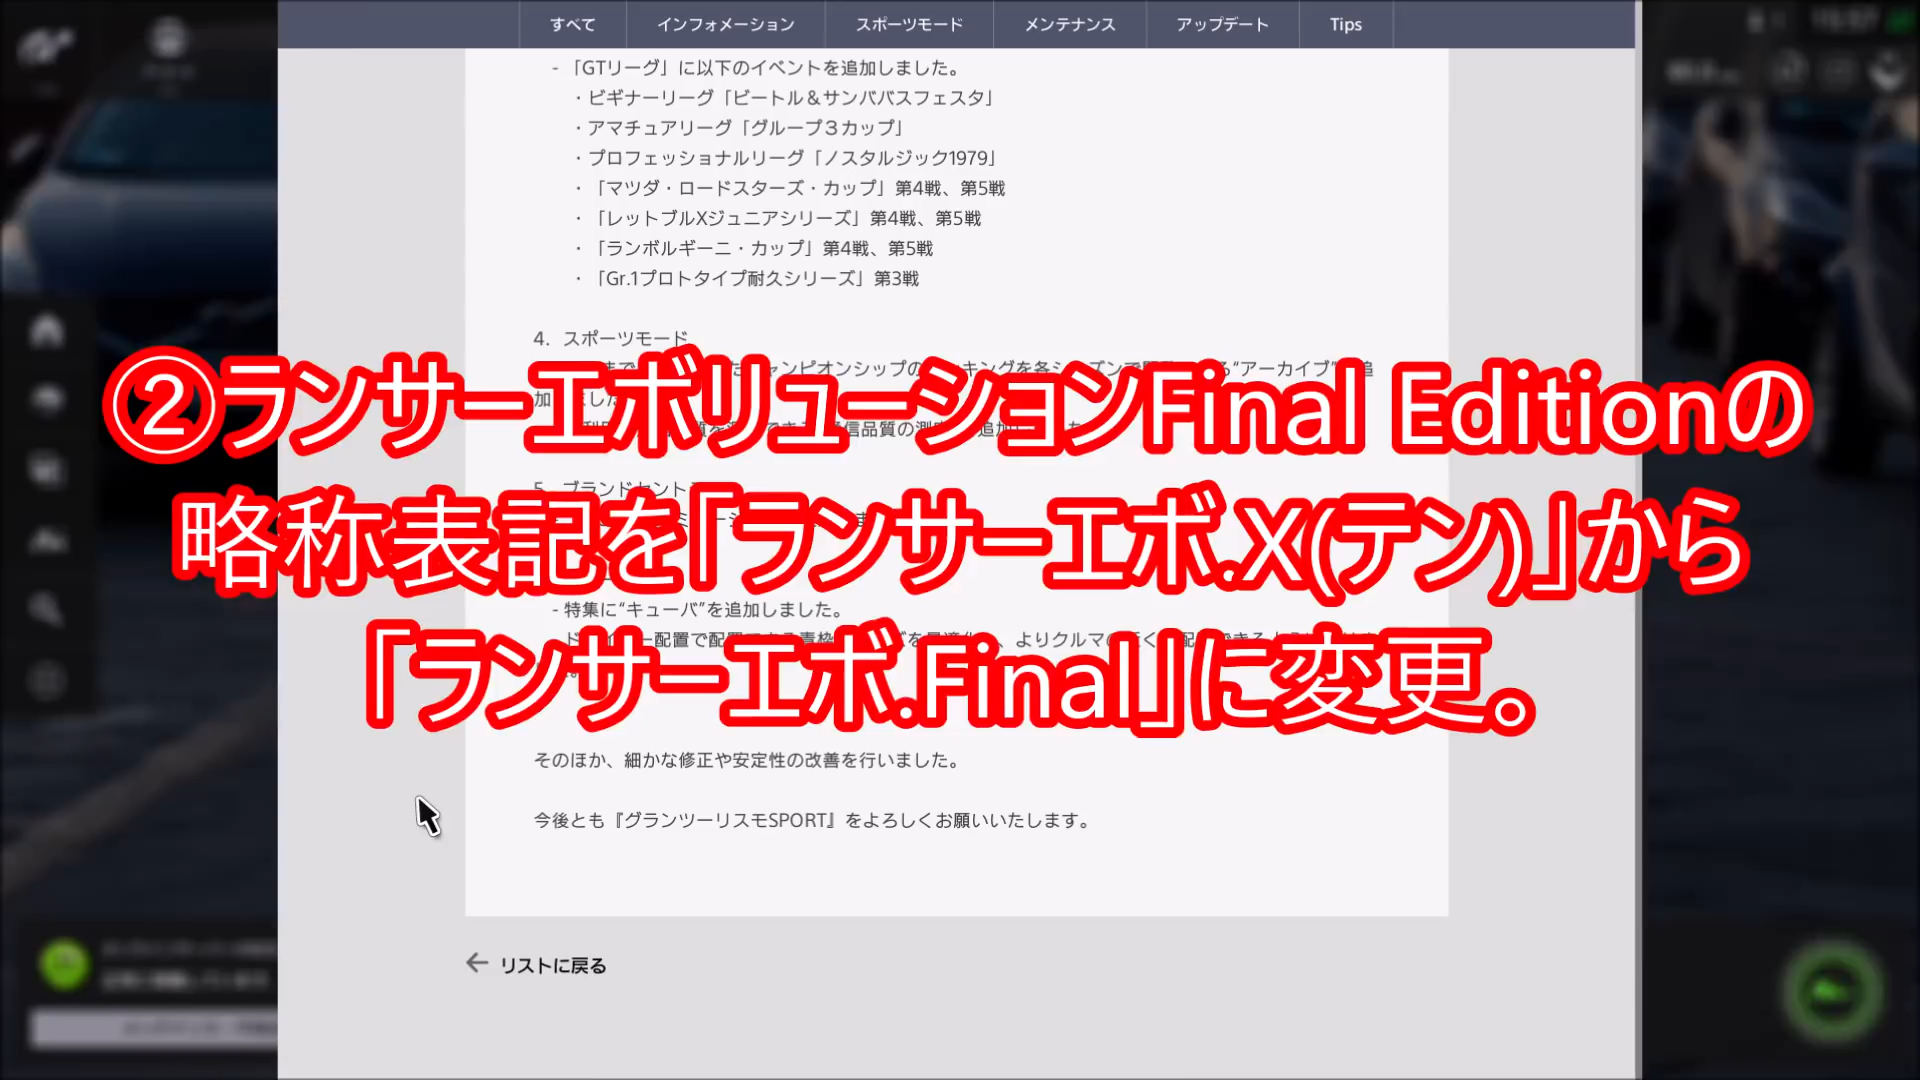 すべて
インフォメーション
スポーツモード
メンテナンス
アップデート
Tips
- 「GTリーグ」に以下のイベントを追加しました。
・ビギナーリーグ「ビートル＆サンババスフェスタ」
・アマチュアリーグ「グループ３カップ」
・プロフェッショナルリーグ「ノスタルジック1979」
・「マツダ・ロードスターズ・カップ」第4戦、第5戦
・「レットブルXジュニアシリーズ」第4戦、第5戦
・「ランボルギーニ・カップ」第4戦、第5戦
・「Gr.1プロトタイプ耐久シリーズ」第3戦
4. スポーツモード
②ランサーエボリューションFinal Editionの
略称表記を「ランサーエボ.X(テン)」から
「ランサーエボ.Final」に変更。
- 特集に“キューバ”を追加しました。
そのほか、細かな修正や安定性の改善を行いました。
今後とも『グランツーリスモSPORT』をよろしくお願いいたします。
← リストに戻る